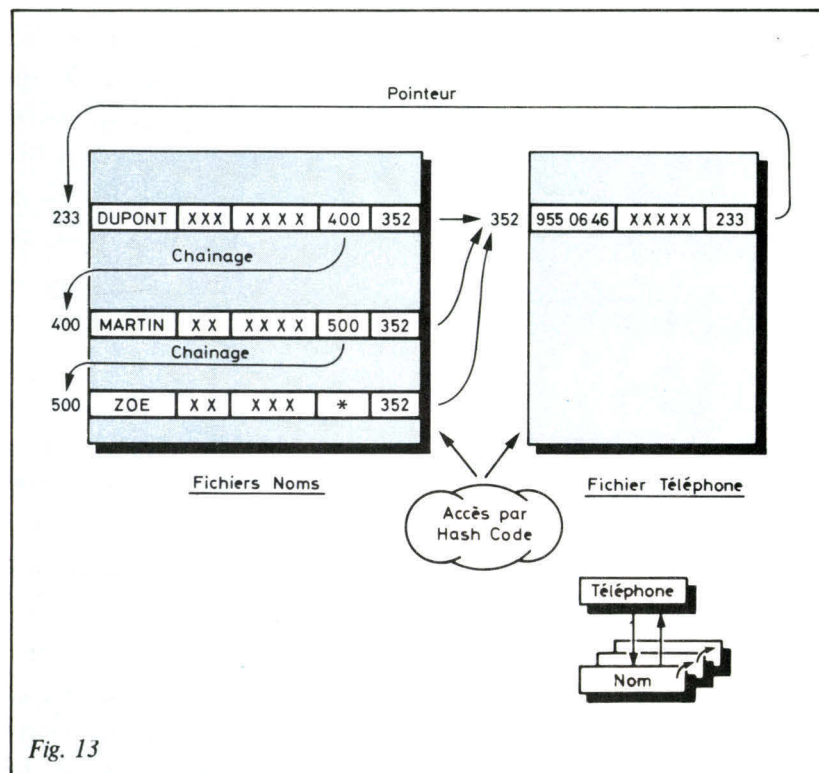 Pointeur
233 DUPONT XXX XXXX 400 352 352 955 06 46 XXXXX 233
Chainage
400 MARTIN XX XXXX 500 352
Chainage
500 ZOE XX XXX * 352
Fichiers Noms
Fichier Téléphone
Accès par
Hash Code
Téléphone
Nom
Fig. 13